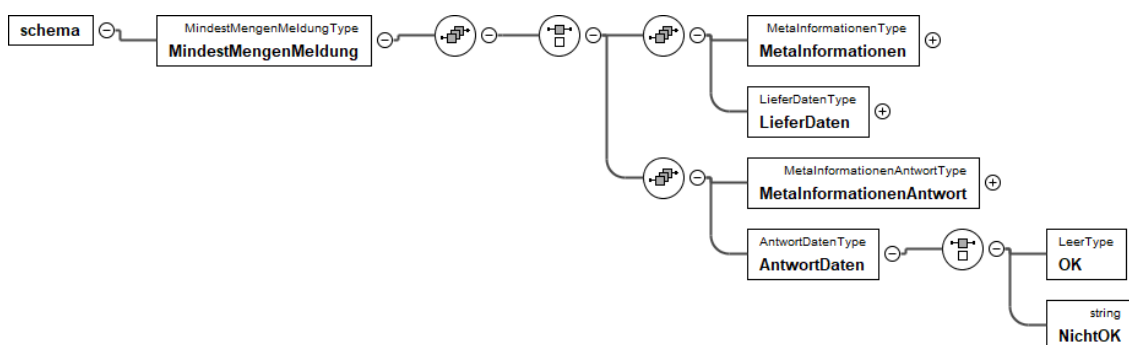 schema
MindestMengenMeldungType
MindestMengenMeldung
MetaInformationenType
MetaInformationen
LieferDatenType
LieferDaten
MetaInformationenAntwortType
MetaInformationenAntwort
AntwortDatenType
AntwortDaten
LeerType
OK
string
NichtOK